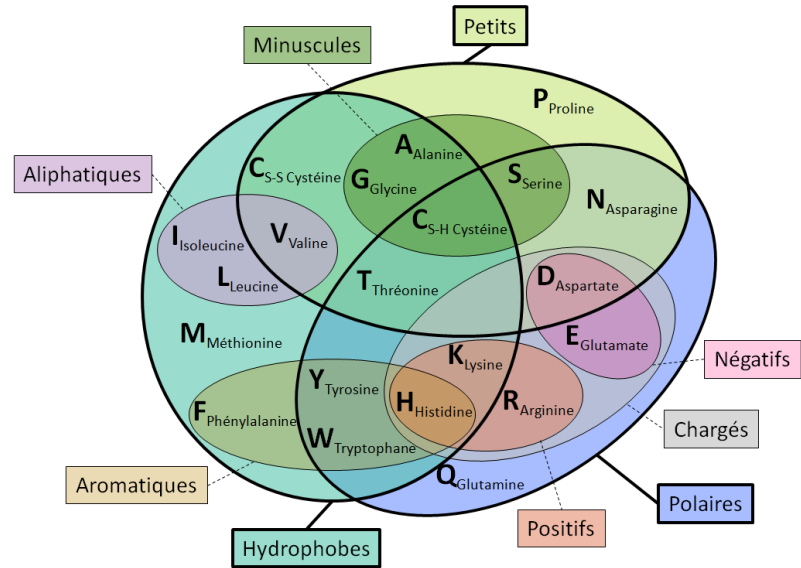 Petits
Minuscules
P Proline
A Alanine
C S-S Cystéine
G Glycine
S Serine
Aliphatiques
N Asparagine
C S-H Cystéine
I Isoleucine
V Valine
L Leucine
T Thréonine
D Aspartate
M Méthionine
E Glutamate
K Lysine
Négatifs
Y Tyrosine
H Histidine
R Arginine
F Phénylalanine
Chargés
W Tryptophane
Q Glutamine
Aromatiques
Polaires
Positifs
Hydrophobes